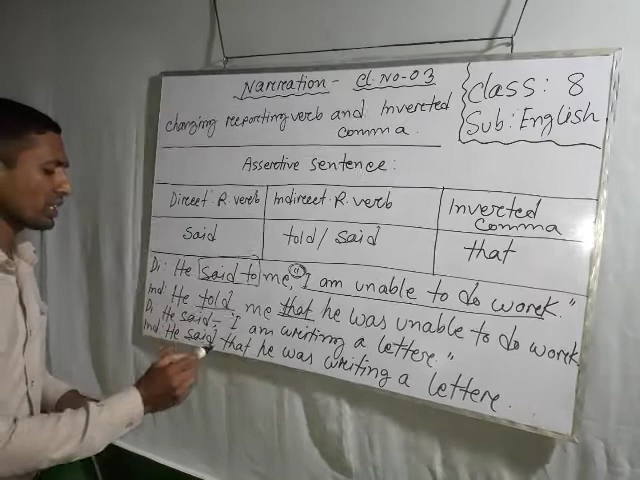 Narration - Cl. No-03
Class: 8
Sub: English
changing reeporting verb and Inverted
comma.
Assertive sentence:
Direct R. verb Indirect R. verb Inverted
comma
said told/ said that
Di: He said to me, "I am unable to do work."
Ind: He told me that he was unable to do work
Di: He said, "I am writing a letter."
Ind: He said that he was writing a letter.